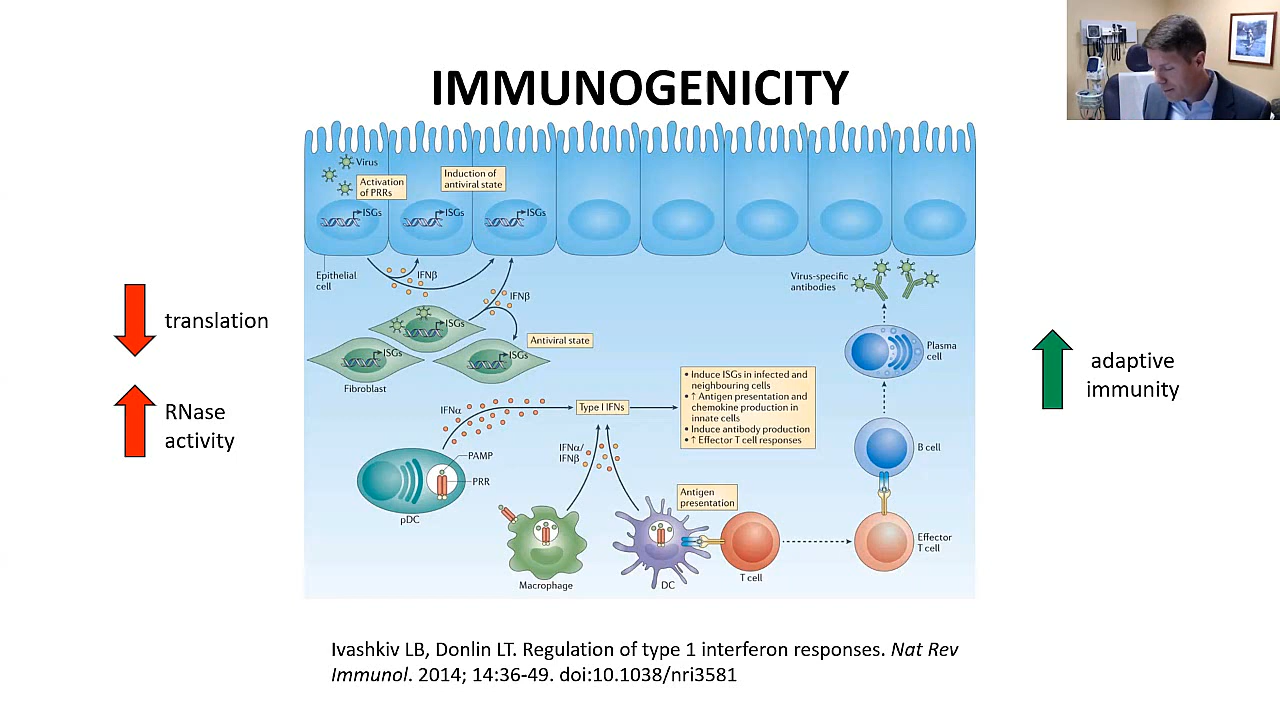 IMMUNOGENICITY
Virus
Activation
of PRRs
Induction of
antiviral state
ISGs
ISGs
ISGs
Epithelial
cell
IFNβ
IFNβ
ISGs
ISGs
ISGs
Fibroblast
Antiviral state
Virus-specific
antibodies
Plasma
cell
translation
RNase
activity
adaptive
immunity
IFNα
Type I IFNs
• Induce ISGs in infected and
neighbouring cells
• ↑ Antigen presentation and
chemokine production in
innate cells
• Induce antibody production
• ↑ Effector T cell responses
IFNα/
IFNβ
PAMP
PRR
pDC
B cell
Antigen
presentation
Macrophage
DC
T cell
Effector
T cell
Ivashkiv LB, Donlin LT. Regulation of type 1 interferon responses. Nat Rev
Immunol. 2014; 14:36-49. doi:10.1038/nri3581